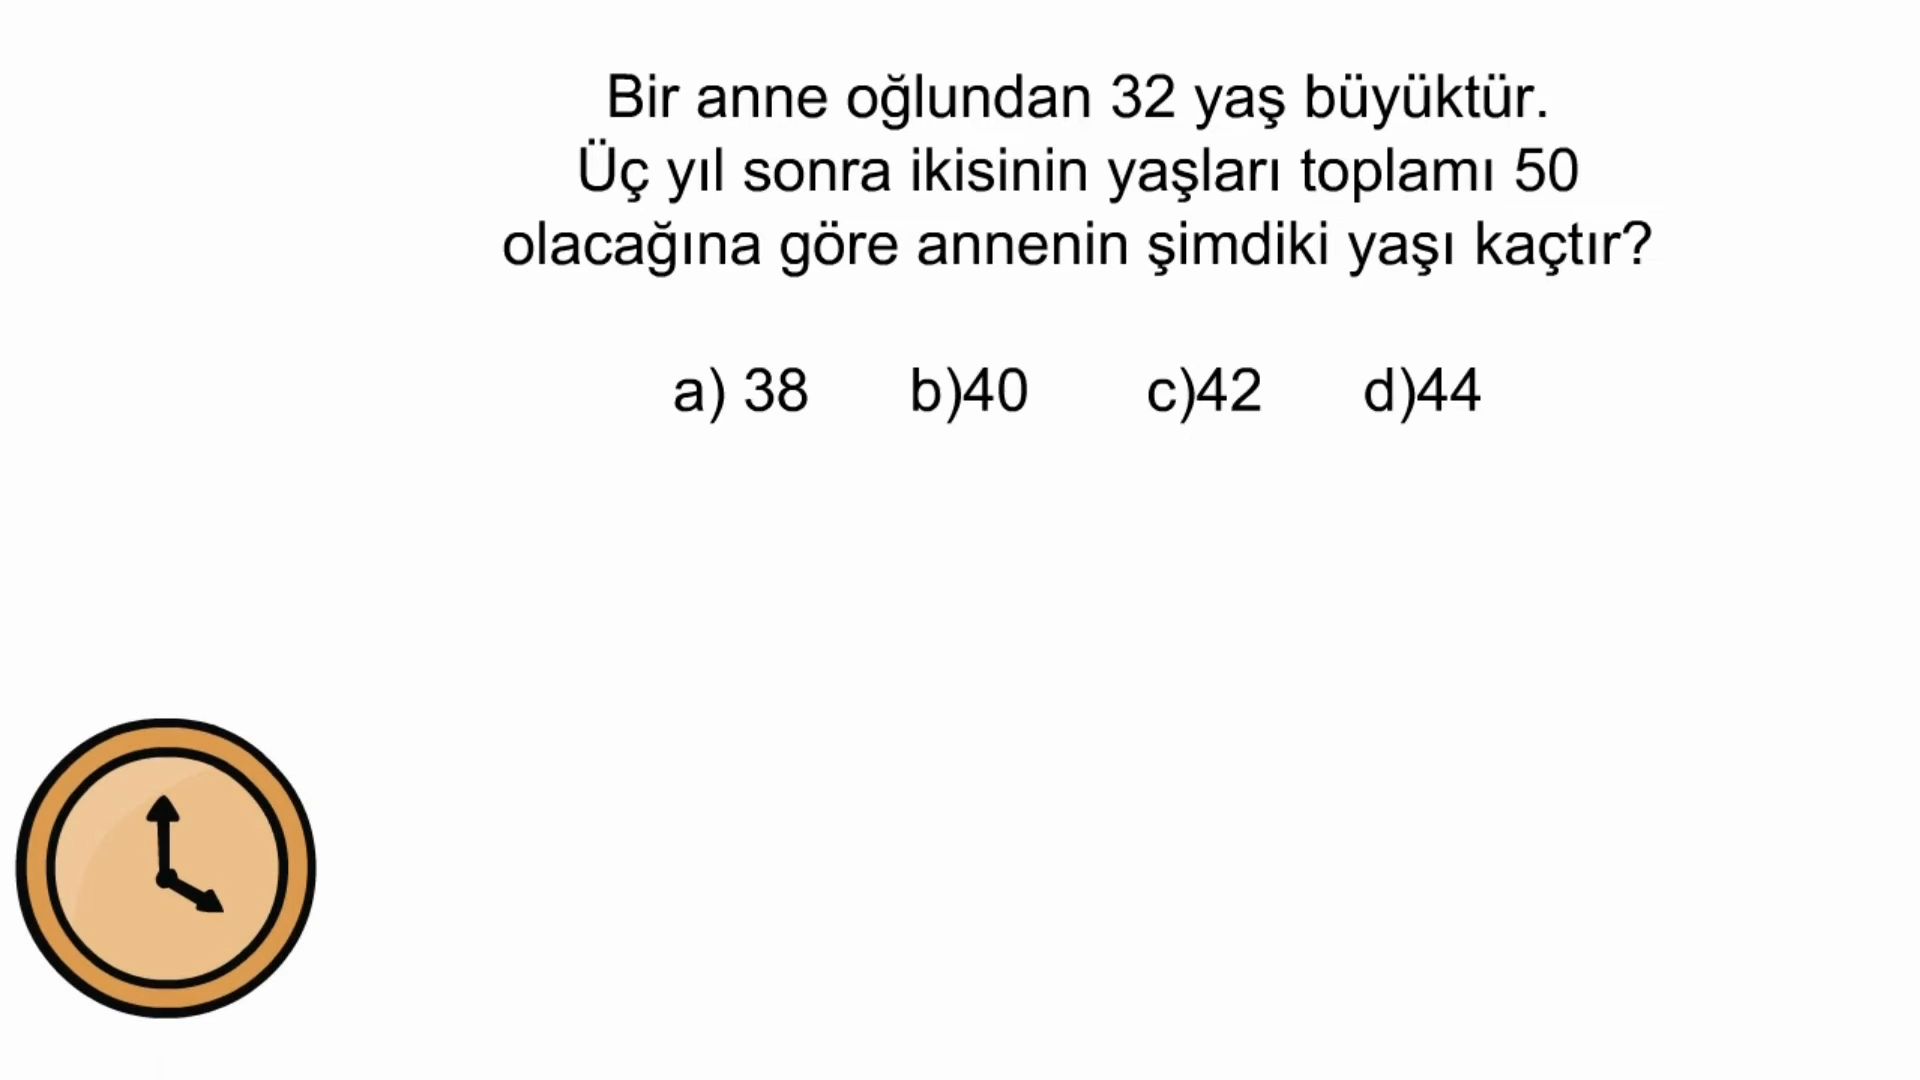 Bir anne oğlundan 32 yaş büyüktür.
Üç yıl sonra ikisinin yaşları toplamı 50
olacağına göre annenin şimdiki yaşı kaçtır?
a) 38 b)40 c)42 d)44